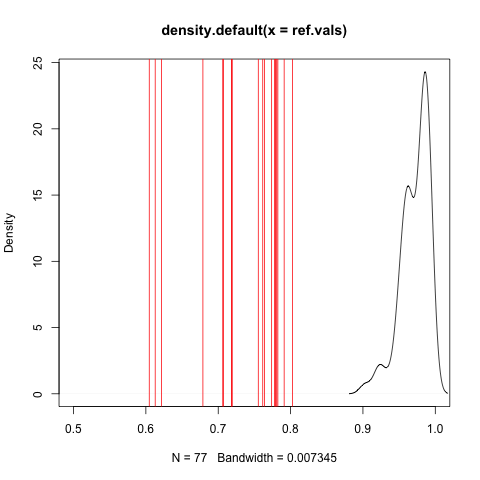 density.default(x = ref.vals)
Density
25
20
15
10
5
0
0.5 0.6 0.7 0.8 0.9 1.0
N = 77 Bandwidth = 0.007345